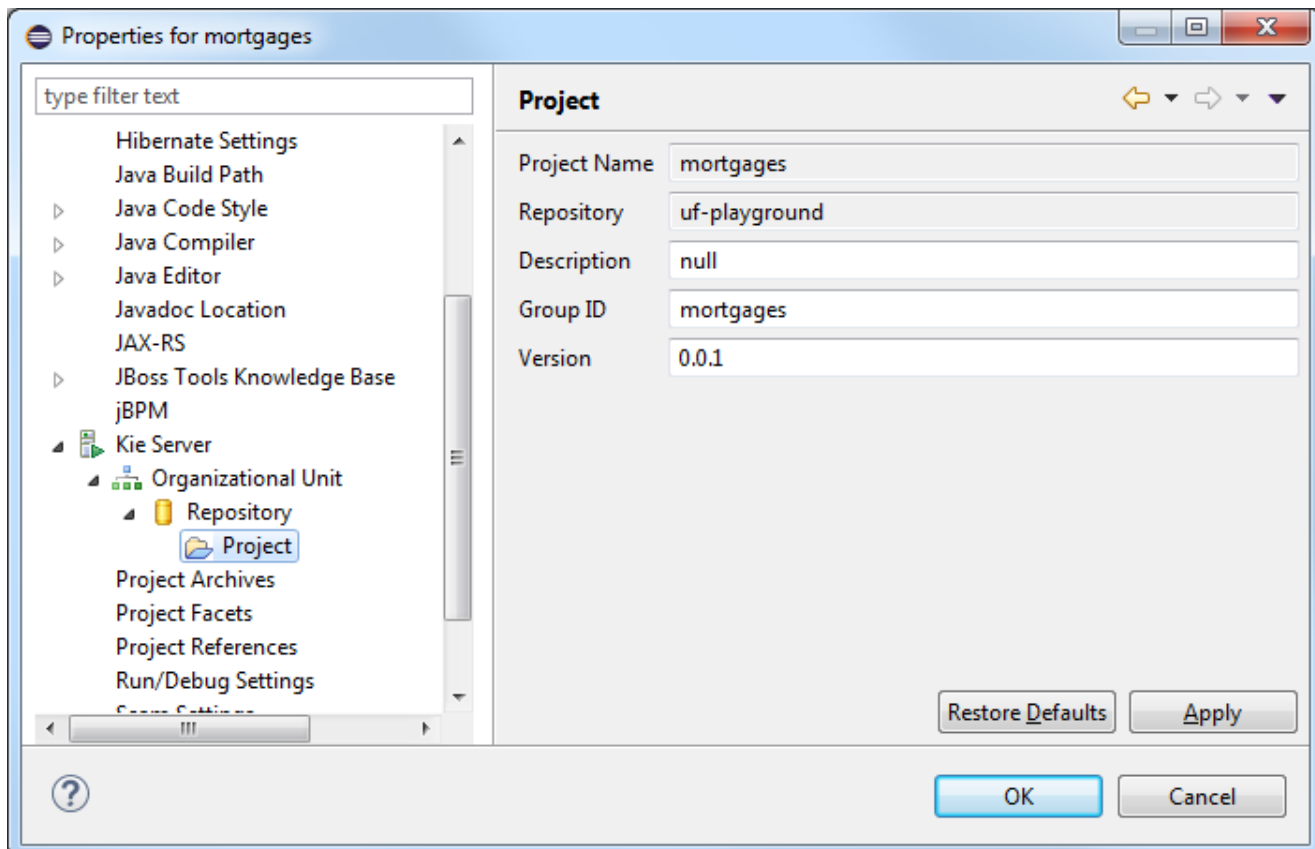 Properties for mortgages
type filter text
Hibernate Settings
Java Build Path
Java Code Style
Java Compiler
Java Editor
Javadoc Location
JAX-RS
JBoss Tools Knowledge Base
jBPM
Kie Server
Organizational Unit
Repository
Project
Project Archives
Project Facets
Project References
Run/Debug Settings
Project
Project Name mortgages
Repository uf-playground
Description null
Group ID mortgages
Version 0.0.1
Restore Defaults Apply
OK Cancel